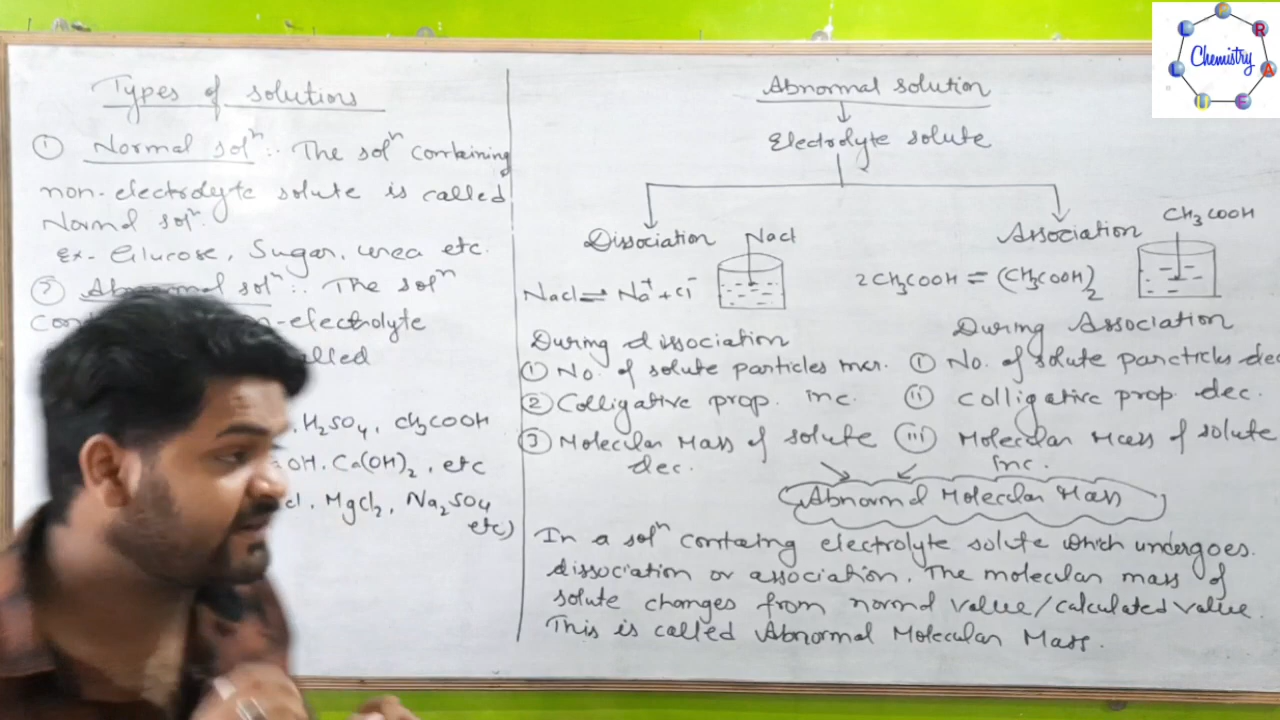 Types of solutions
① Normal solⁿ:- The solⁿ containing
non-electrolyte solute is called
Normal solⁿ.
Ex- Glucose, Sugar, urea etc.
② Abnormal solⁿ:- The solⁿ
-electrolyte
H₂SO₄, CH₃COOH
OH, Ca(OH)₂, etc
cl, MgCl₂, Na₂SO₄
etc)
Abnormal solution
Electrolyte solute
Dissociation
Nacl
Nacl ⇌ Na⁺ + Cl⁻
During dissociation
① No. of solute particles incr.
② Colligative prop. inc.
③ Molecular Mass of solute
dec.
Association
CH₃COOH
2CH₃COOH = (CH₃COOH)₂
During Association
① No. of solute parcticles dec
(ii) Colligative prop dec.
(iii) Molecular Mass of solute
inc.
Abnormal Molecular Mass
In a solⁿ containg electrolyte solute which undergoes.
dissociation or association. The molecular mass of
solute changes from normal value/calculated value.
This is called Abnormal Molecular Mass.
Chemistry
L
L
U
F
A
R